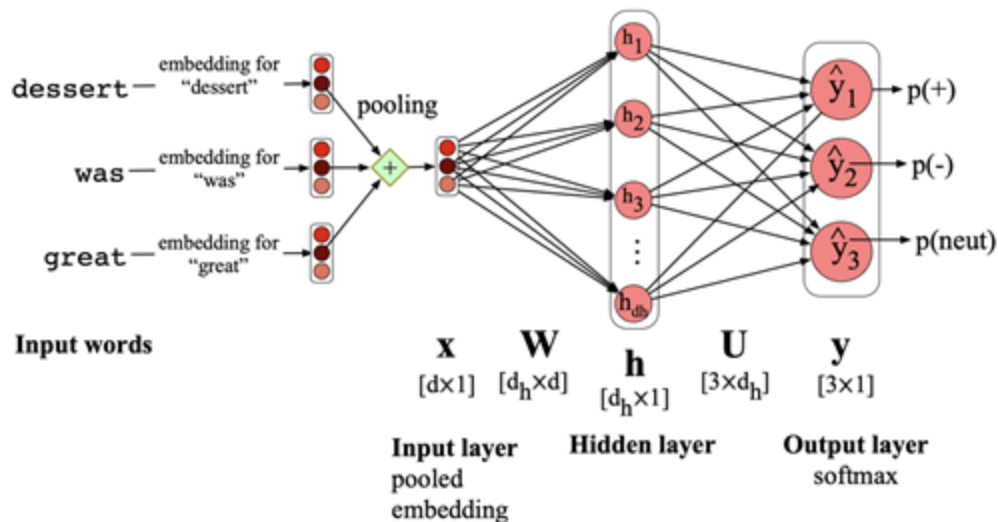 dessert
embedding for
“dessert”
pooling
was
embedding for
“was”
+
great
embedding for
“great”
h1
h2
h3
⋮
hdh
ŷ1
ŷ2
ŷ3
p(+)
p(-)
p(neut)
Input words
x
[d×1]
W
[dh×d]
h
[dh×1]
U
[3×dh]
y
[3×1]
Input layer
pooled
embedding
Hidden layer
Output layer
softmax